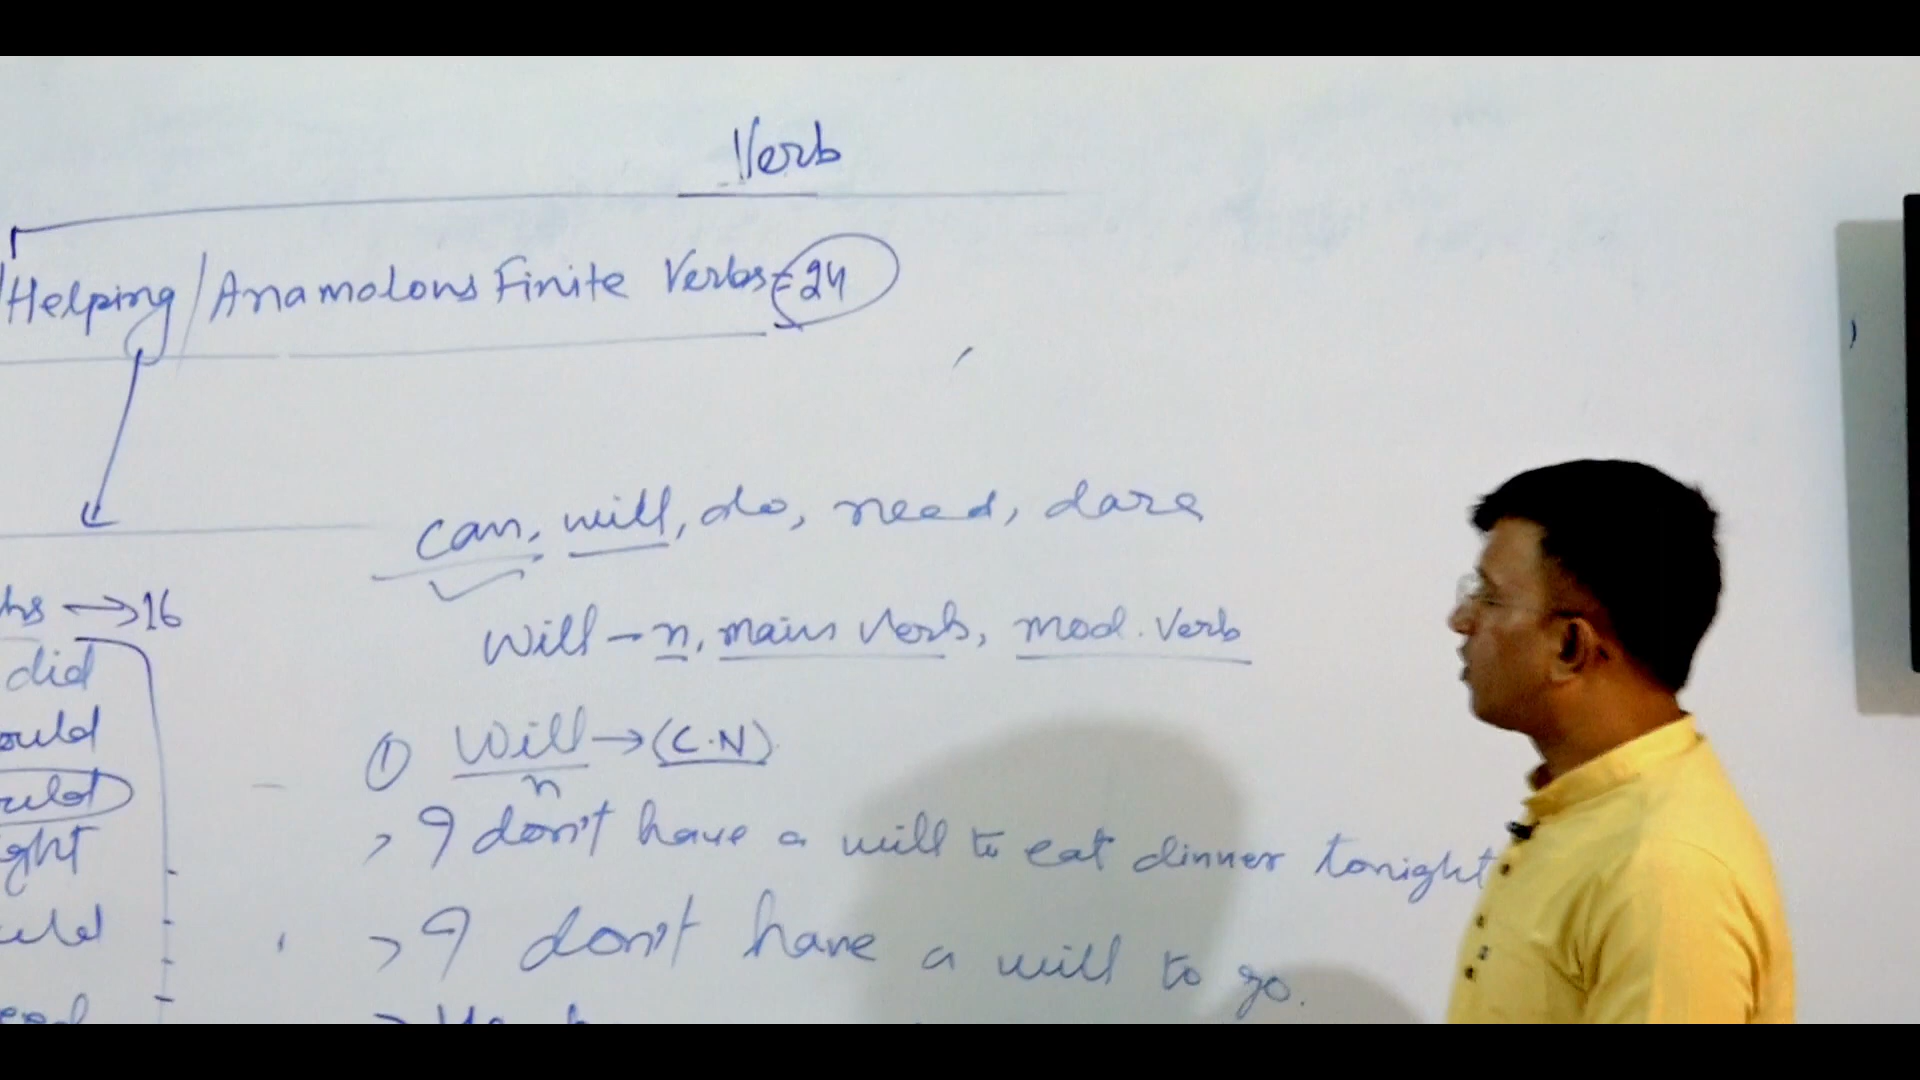 Verb
Helping/Anamolous Finite Verbs=24
can, will, do, need, dare
→16
Will - n, main verb, mod. verb
did
① Will → (C.N)
n
> I don't have a will to eat dinner tonight
> I don't have a will to go.